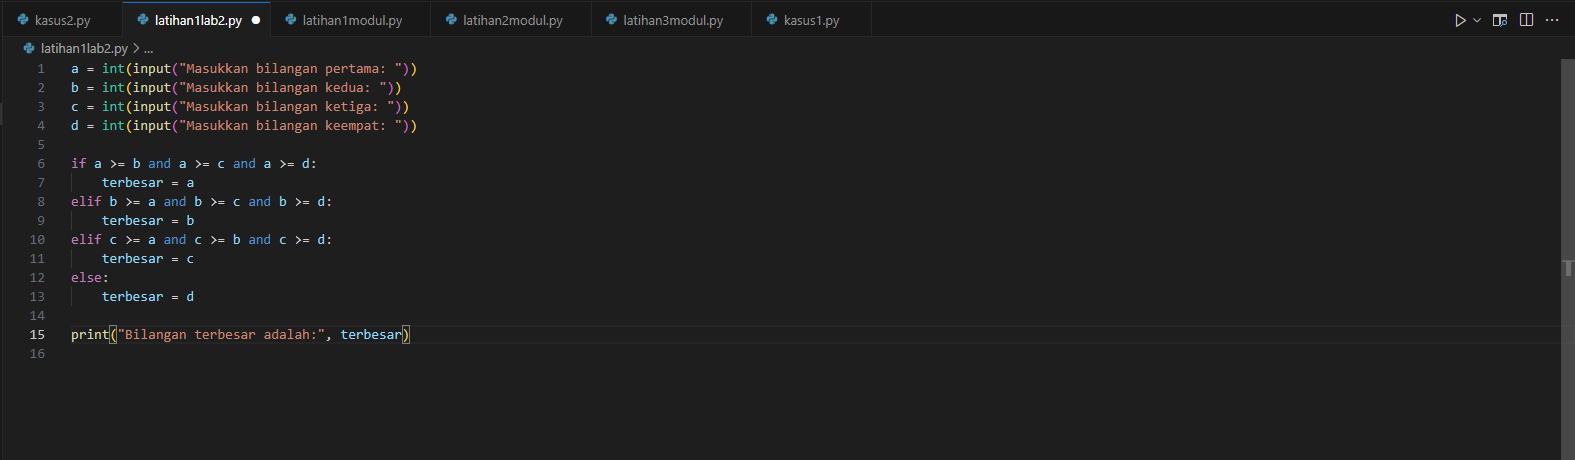 kasus2.py latihan1lab2.py latihan1modul.py latihan2modul.py latihan3modul.py kasus1.py
latihan1lab2.py > ...
1 a = int(input("Masukkan bilangan pertama: "))
2 b = int(input("Masukkan bilangan kedua: "))
3 c = int(input("Masukkan bilangan ketiga: "))
4 d = int(input("Masukkan bilangan keempat: "))
5
6 if a >= b and a >= c and a >= d:
7     terbesar = a
8 elif b >= a and b >= c and b >= d:
9     terbesar = b
10 elif c >= a and c >= b and c >= d:
11     terbesar = c
12 else:
13     terbesar = d
14
15 print("Bilangan terbesar adalah:", terbesar)
16